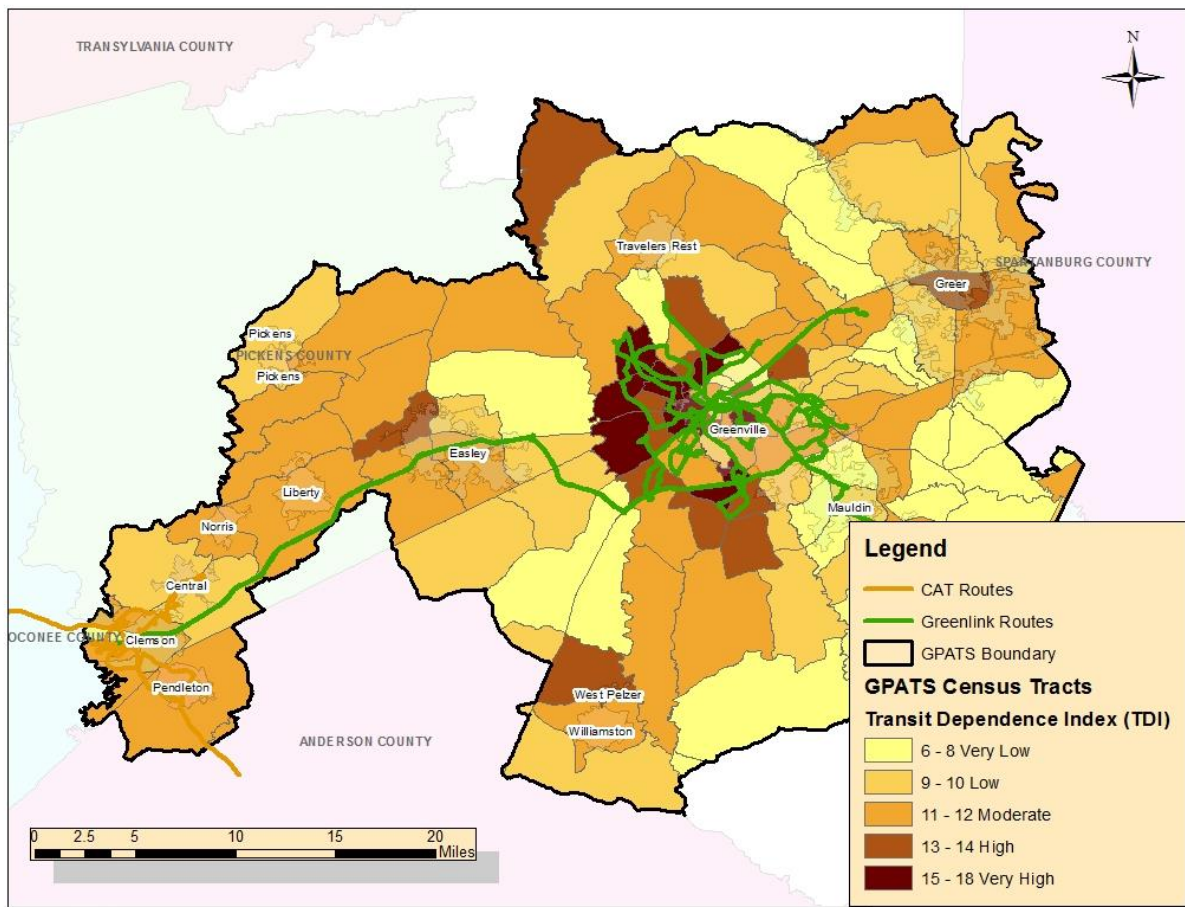 TRANSYLVANIA COUNTY
N
Travelers Rest
SPARTANBURG COUNTY
Greer
Pickens
PICKENS COUNTY
Pickens
Greenville
Easley
Liberty
Mauldin
Norris
Central
OCONEE COUNTY
Clemson
Pendleton
West Pelzer
Williamston
ANDERSON COUNTY
Legend
CAT Routes
Greenlink Routes
GPATS Boundary
GPATS Census Tracts
Transit Dependence Index (TDI)
6 - 8 Very Low
9 - 10 Low
11 - 12 Moderate
13 - 14 High
15 - 18 Very High
0 2.5 5 10 15 20
Miles